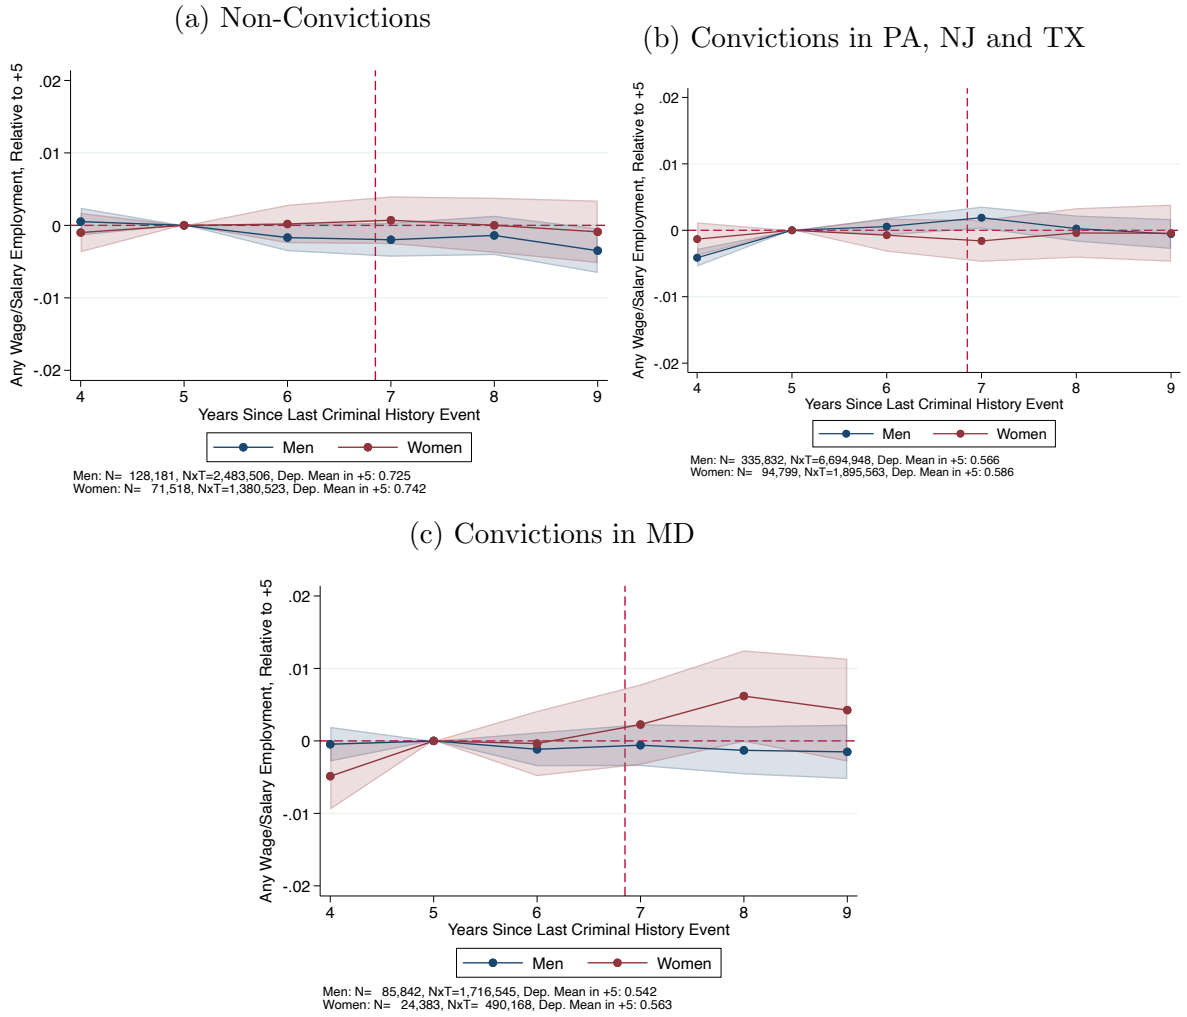 (a) Non-Convictions
Any Wage/Salary Employment, Relative to +5
.02
.01
0
-.01
-.02
4 5 6 7 8 9
Years Since Last Criminal History Event
Men Women
Men: N= 128,181, NxT=2,483,506, Dep. Mean in +5: 0.725
Women: N= 71,518, NxT=1,380,523, Dep. Mean in +5: 0.742
(b) Convictions in PA, NJ and TX
Any Wage/Salary Employment, Relative to +5
.02
.01
0
-.01
-.02
4 5 6 7 8 9
Years Since Last Criminal History Event
Men Women
Men: N= 335,832, NxT=6,694,948, Dep. Mean in +5: 0.566
Women: N= 94,799, NxT=1,895,563, Dep. Mean in +5: 0.586
(c) Convictions in MD
Any Wage/Salary Employment, Relative to +5
.02
.01
0
-.01
-.02
4 5 6 7 8 9
Years Since Last Criminal History Event
Men Women
Men: N= 85,842, NxT=1,716,545, Dep. Mean in +5: 0.542
Women: N= 24,383, NxT= 490,168, Dep. Mean in +5: 0.563